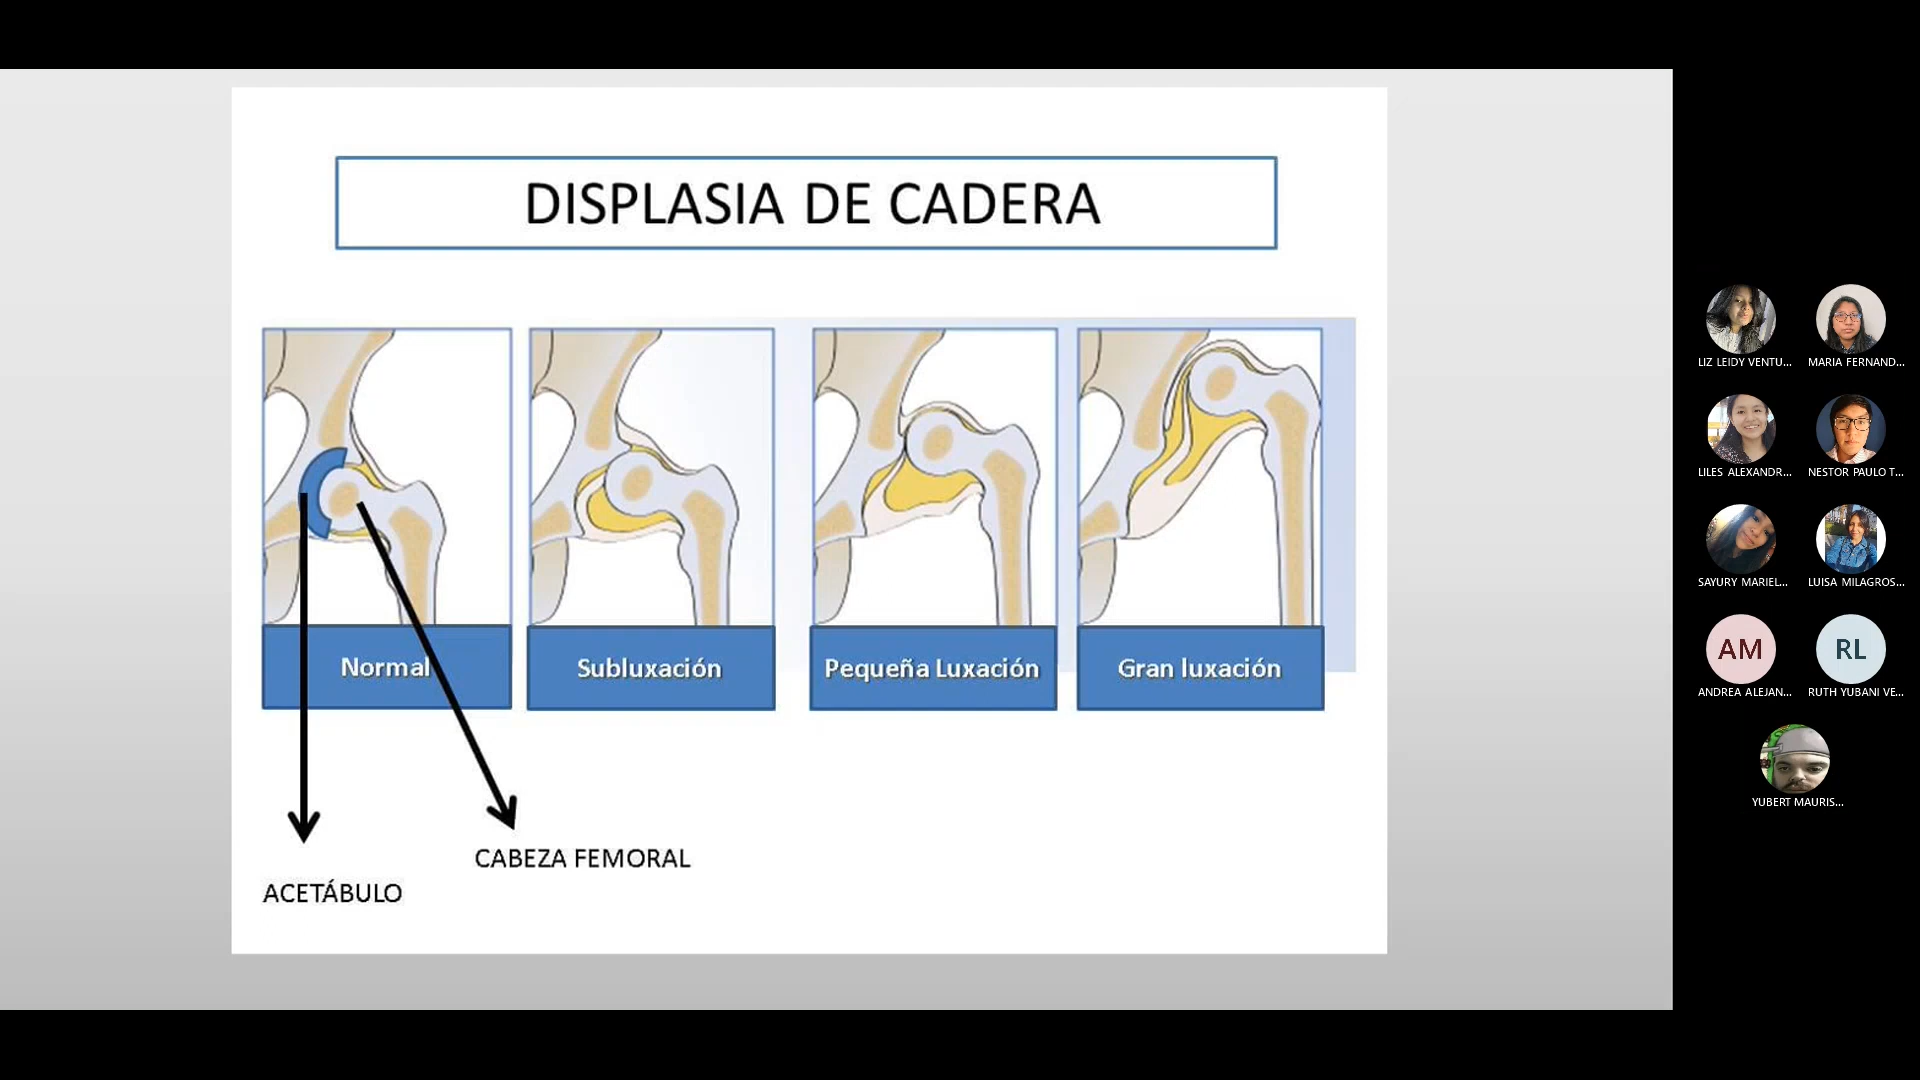 DISPLASIA DE CADERA
Normal
Subluxación
Pequeña Luxación
Gran luxación
CABEZA FEMORAL
ACETÁBULO
LIZ LEIDY VENTU...
MARIA FERNAND...
LILES ALEXANDR...
NESTOR PAULO T...
SAYURY MARIEL...
LUISA MILAGROS...
AM
RL
ANDREA ALEJAN...
RUTH YUBANI VE...
YUBERT MAURIS...